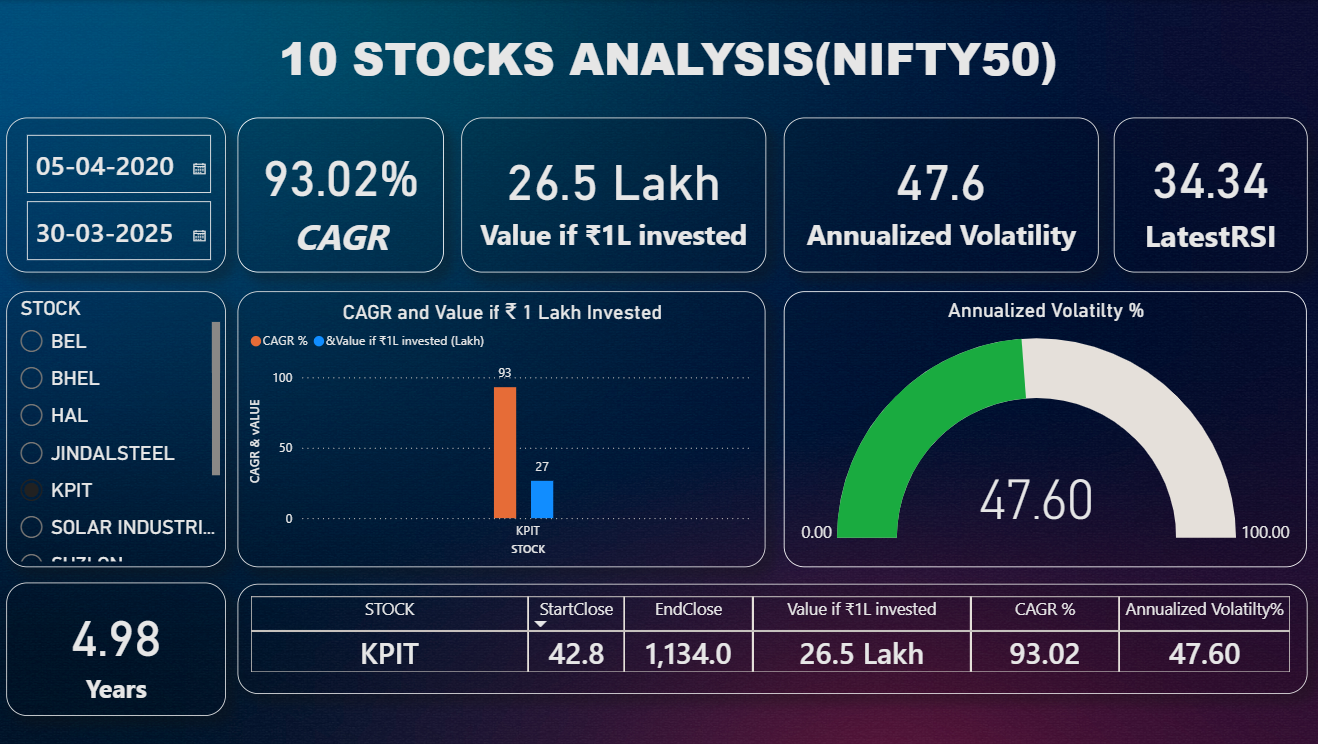 10 STOCKS ANALYSIS(NIFTY50)
05-04-2020
30-03-2025
93.02%
CAGR
26.5 Lakh
Value if ₹1L invested
47.6
Annualized Volatility
34.34
LatestRSI
STOCK
BEL
BHEL
HAL
JINDALSTEEL
KPIT
SOLAR INDUSTRI...
CAGR and Value if ₹ 1 Lakh Invested
CAGR % &Value if ₹1L invested (Lakh)
CAGR & vALUE
100
50
0
93
27
KPIT
STOCK
Annualized Volatilty %
47.60
0.00
100.00
4.98
Years
STOCK StartClose EndClose Value if ₹1L invested CAGR % Annualized Volatilty%
KPIT 42.8 1,134.0 26.5 Lakh 93.02 47.60